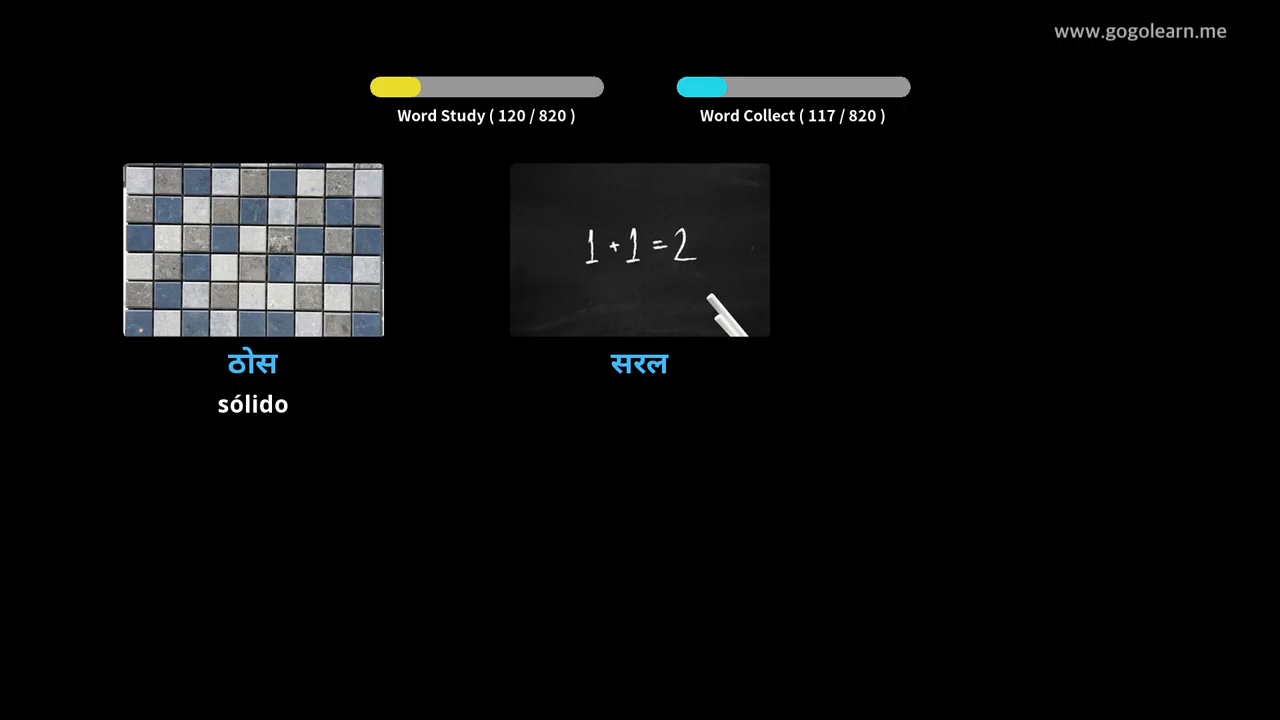 www.gogolearn.me
Word Study ( 120 / 820 )
Word Collect ( 117 / 820 )
1 + 1 = 2
ठोस
सरल
sólido